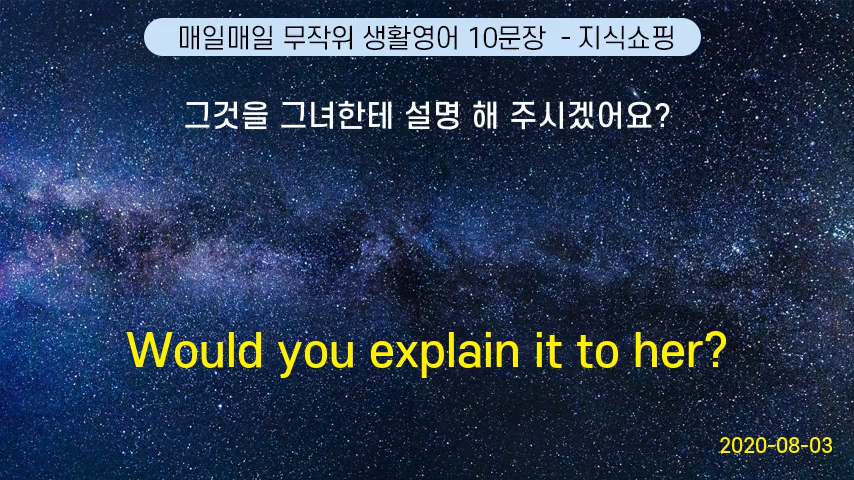 매일매일 무작위 생활영어 10문장 - 지식쇼핑
그것을 그녀한테 설명 해 주시겠어요?
Would you explain it to her?
2020-08-03